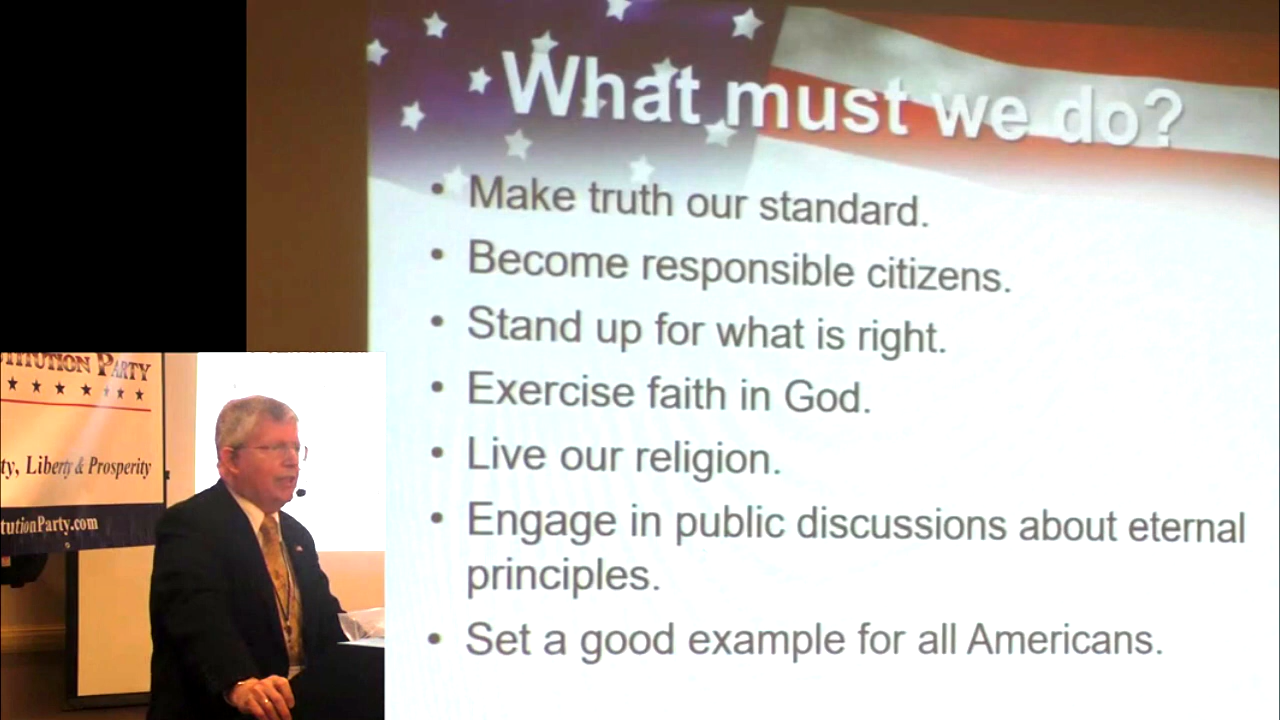 What must we do?
• Make truth our standard.
• Become responsible citizens.
• Stand up for what is right.
• Exercise faith in God.
• Live our religion.
• Engage in public discussions about eternal
principles.
• Set a good example for all Americans.
TITUTION PARTY
ty, Liberty & Prosperity
tutionParty.com